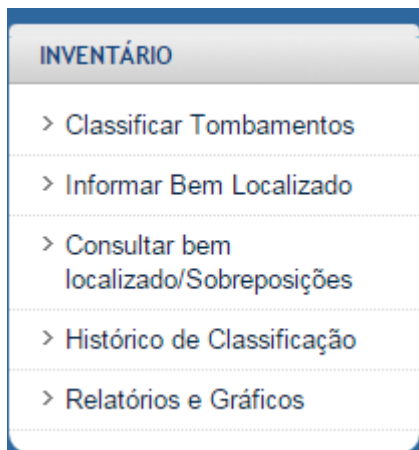 INVENTÁRIO
> Classificar Tombamentos
> Informar Bem Localizado
> Consultar bem
localizado/Sobreposições
> Histórico de Classificação
> Relatórios e Gráficos